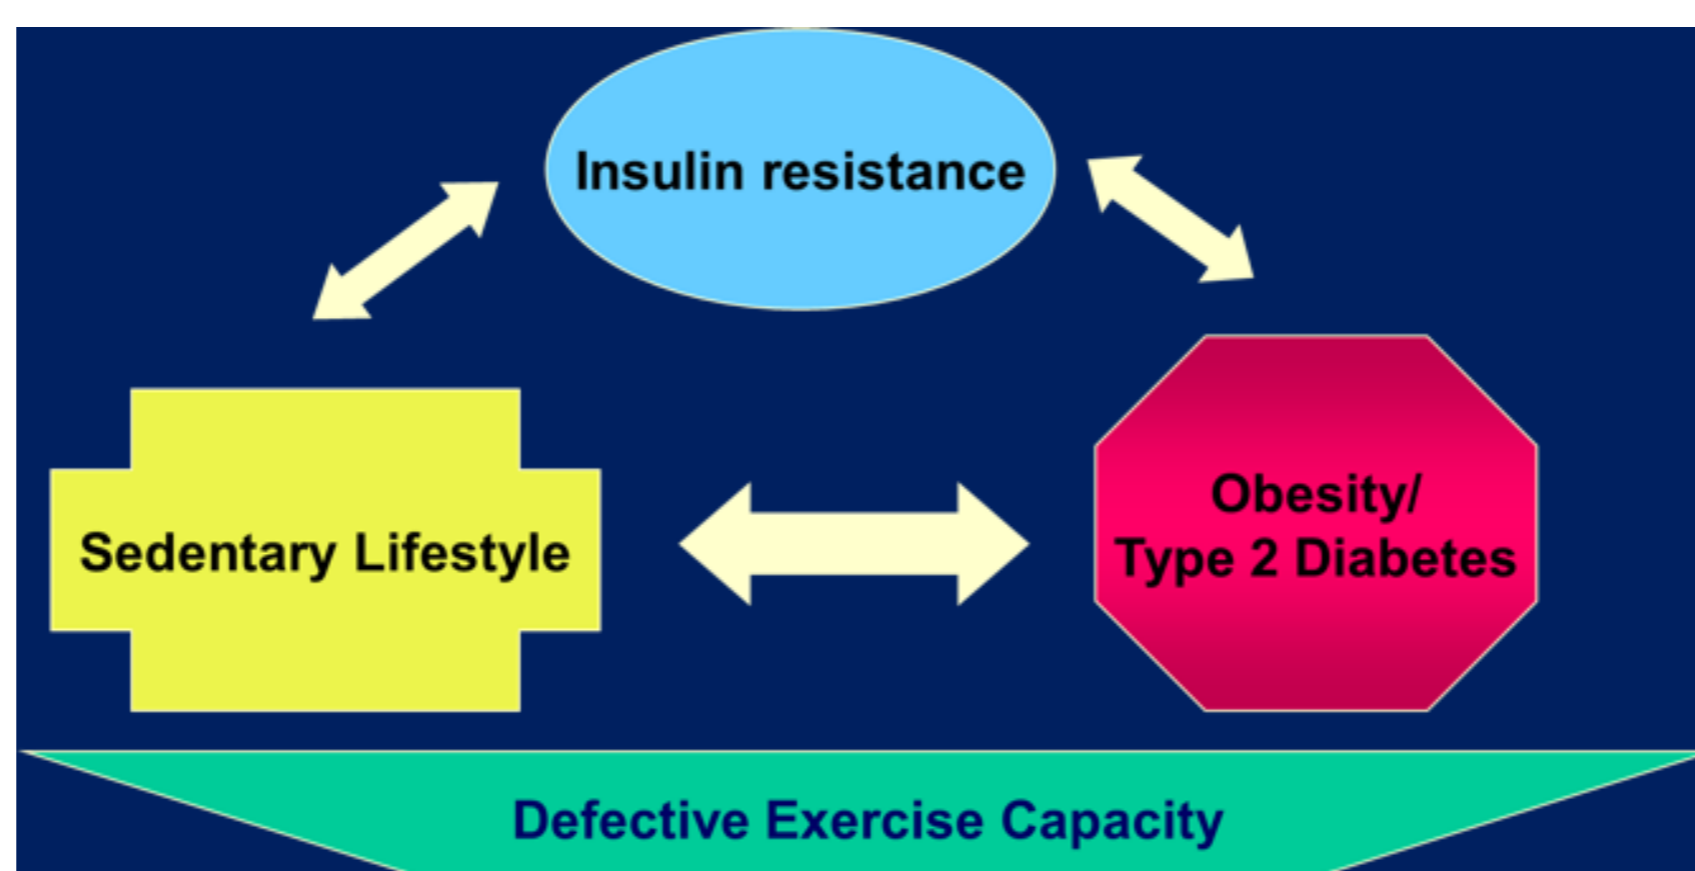 Insulin resistance
Sedentary Lifestyle
Obesity/
Type 2 Diabetes
Defective Exercise Capacity